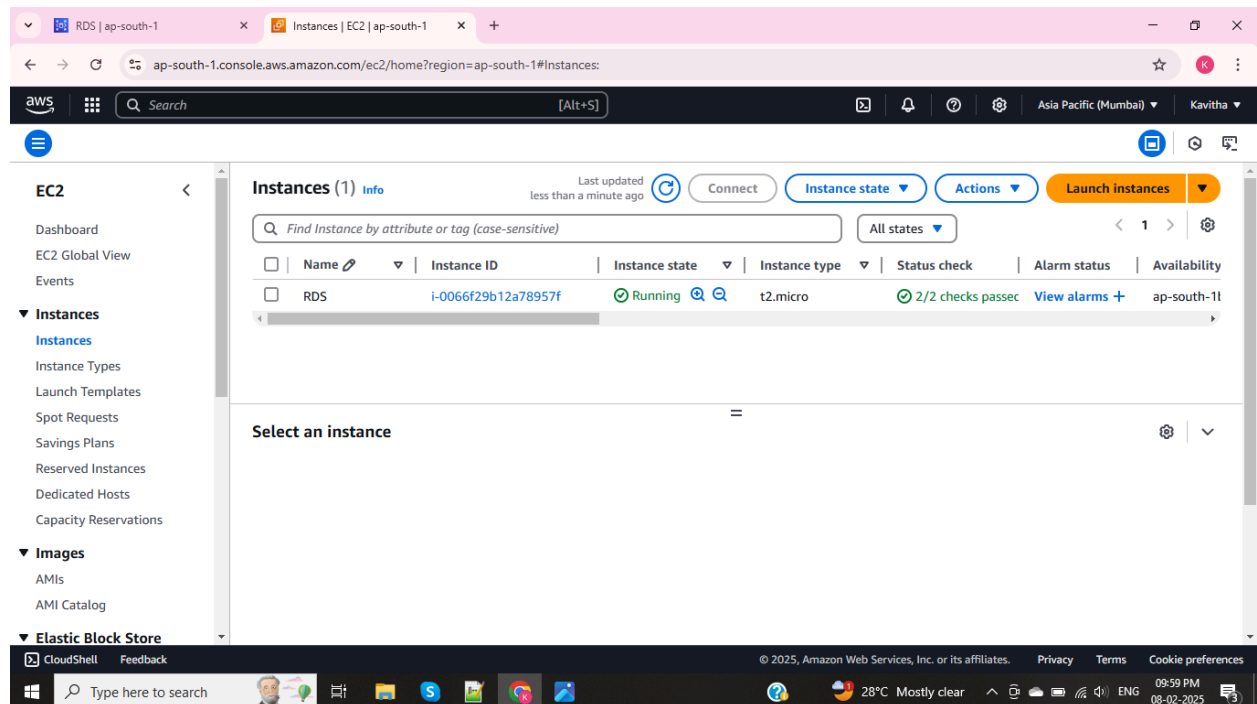 RDS | ap-south-1
Instances | EC2 | ap-south-1
ap-south-1.console.aws.amazon.com/ec2/home?region=ap-south-1#Instances:
K
aws
Search
[Alt+S]
Asia Pacific (Mumbai)
Kavitha
EC2
Dashboard
EC2 Global View
Events
Instances
Instances
Instance Types
Launch Templates
Spot Requests
Savings Plans
Reserved Instances
Dedicated Hosts
Capacity Reservations
Images
AMIs
AMI Catalog
Elastic Block Store
Instances (1) Info
Last updated
less than a minute ago
Connect
Instance state
Actions
Launch instances
Find Instance by attribute or tag (case-sensitive)
All states
1
Name Instance ID Instance state Instance type Status check Alarm status Availability
RDS i-0066f29b12a78957f Running t2.micro 2/2 checks passec View alarms + ap-south-1b
Select an instance
CloudShell Feedback © 2025, Amazon Web Services, Inc. or its affiliates. Privacy Terms Cookie preferences
Type here to search
28°C Mostly clear
ENG
09:59 PM
08-02-2025
3